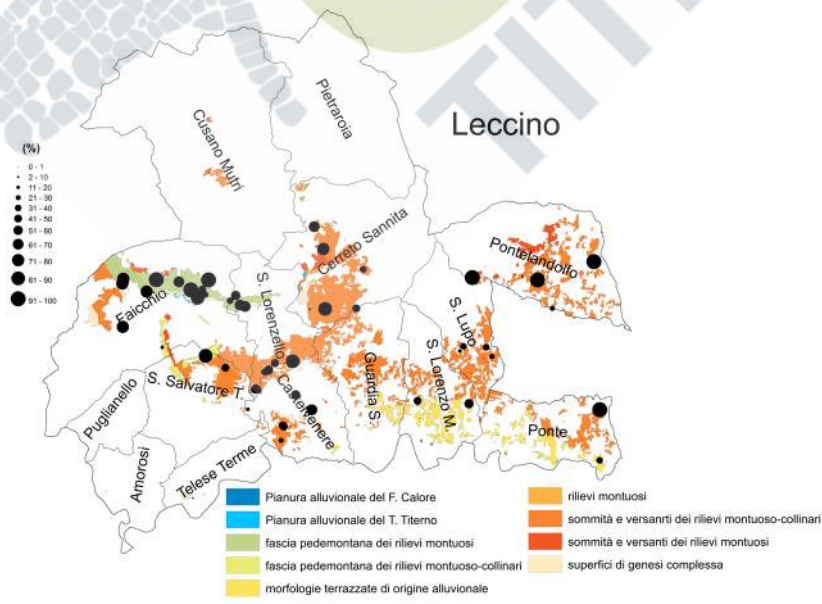 TIT
Leccino
Pietraroia
Cusano Mutri
(%)
0 - 1
2 - 10
11 - 20
21 - 30
31 - 40
41 - 50
51 - 60
61 - 70
71 - 80
81 - 90
91 - 100
Cerreto Sannita
Pontelandolfo
Faicchio
S. Lorenzello
S. Lupo
Guardia S
S. Lorenzo M.
S. Salvatore T.
Castelvenere
Puglianello
Ponte
Amorosi
Telese Terme
Pianura alluvionale del F. Calore
Pianura alluvionale del T. Titerno
fascia pedemontana dei rilievi montuosi
fascia pedemontana dei rilievi montuoso-collinari
morfologie terrazzate di origine alluvionale
rilievi montuosi
sommità e versanrti dei rilievi montuoso-collinari
sommità e versanti dei rilievi montuosi
superfici di genesi complessa